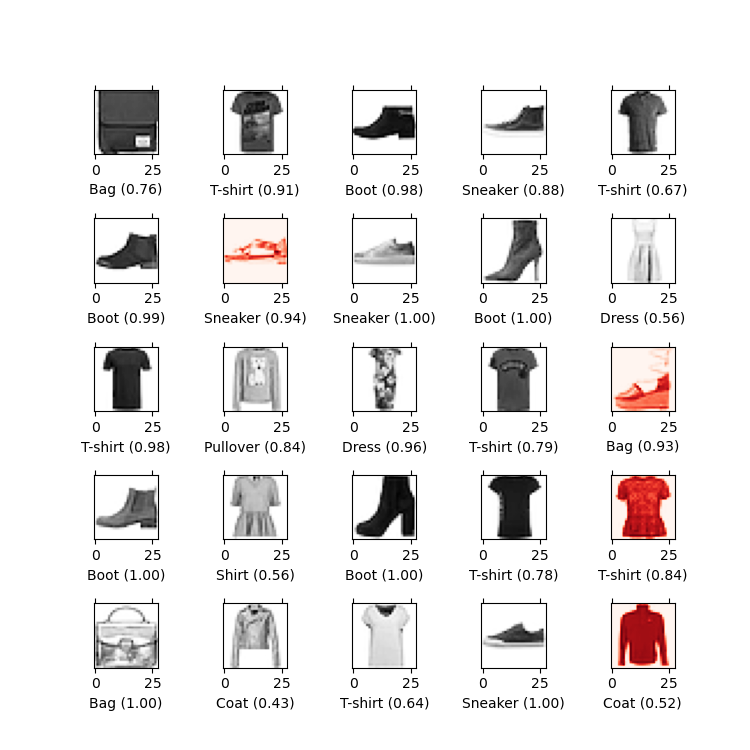 0 25 0 25 0 25 0 25 0 25
Bag (0.76) T-shirt (0.91) Boot (0.98) Sneaker (0.88) T-shirt (0.67)
0 25 0 25 0 25 0 25 0 25
Boot (0.99) Sneaker (0.94) Sneaker (1.00) Boot (1.00) Dress (0.56)
0 25 0 25 0 25 0 25 0 25
T-shirt (0.98) Pullover (0.84) Dress (0.96) T-shirt (0.79) Bag (0.93)
0 25 0 25 0 25 0 25 0 25
Boot (1.00) Shirt (0.56) Boot (1.00) T-shirt (0.78) T-shirt (0.84)
0 25 0 25 0 25 0 25 0 25
Bag (1.00) Coat (0.43) T-shirt (0.64) Sneaker (1.00) Coat (0.52)